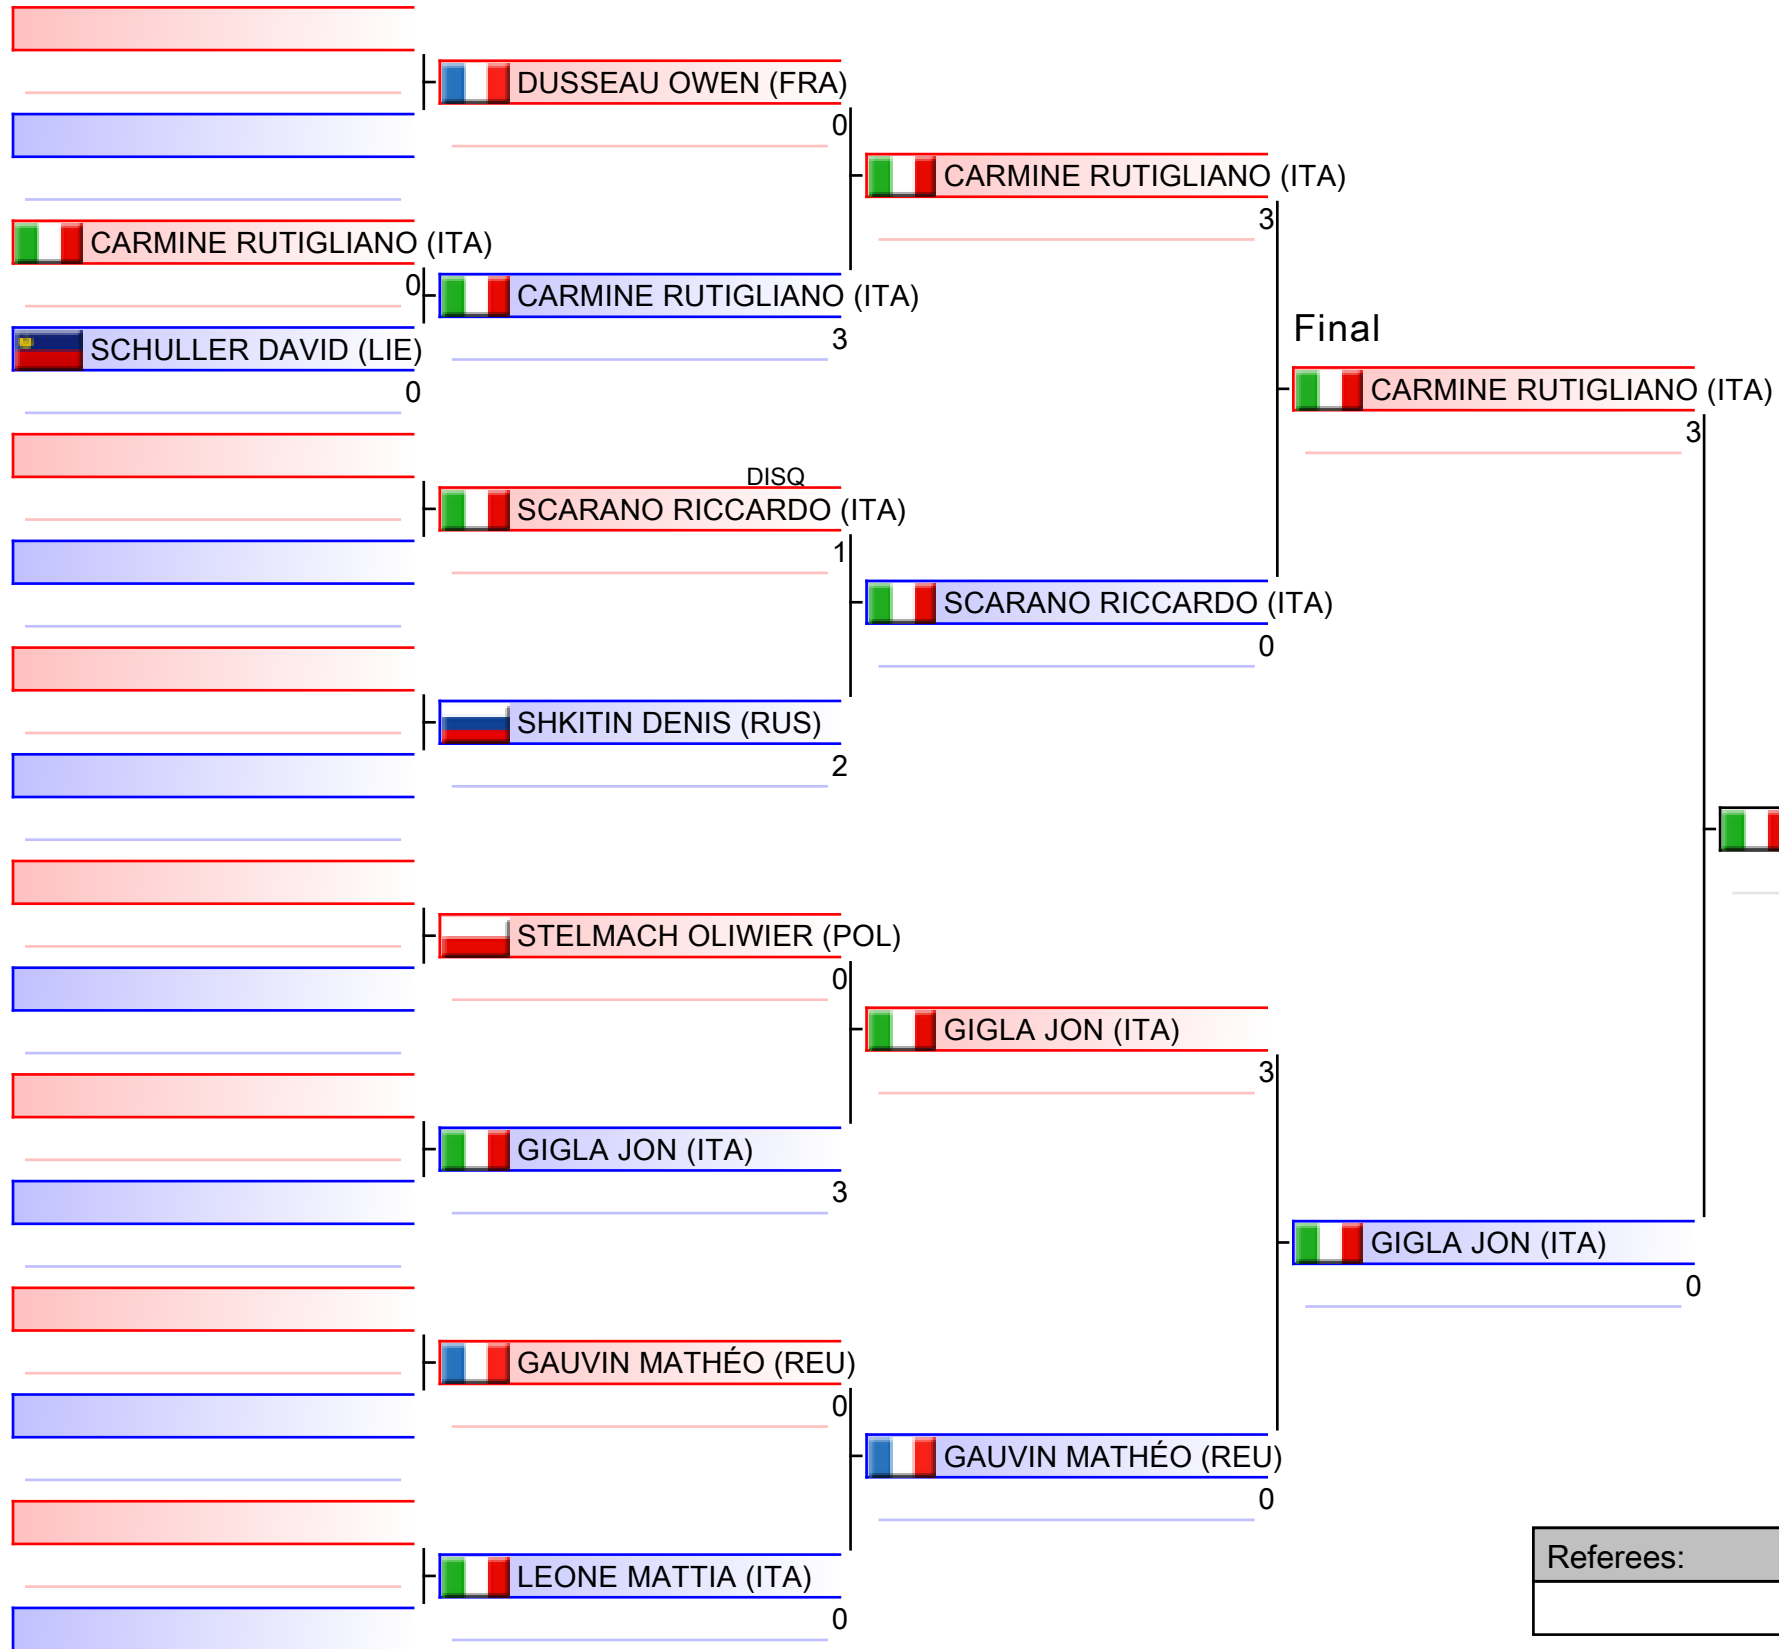 DUSSEAU OWEN (FRA)
0
CARMINE RUTIGLIANO (ITA)
3
CARMINE RUTIGLIANO (ITA)
0
CARMINE RUTIGLIANO (ITA)
3
SCHULLER DAVID (LIE)
0
Final
CARMINE RUTIGLIANO (ITA)
3
DISQ
SCARANO RICCARDO (ITA)
1
SCARANO RICCARDO (ITA)
0
SHKITIN DENIS (RUS)
2
STELMACH OLIWIER (POL)
0
GIGLA JON (ITA)
3
GIGLA JON (ITA)
3
GIGLA JON (ITA)
0
GAUVIN MATHÉO (REU)
0
GAUVIN MATHÉO (REU)
0
LEONE MATTIA (ITA)
0
Referees: